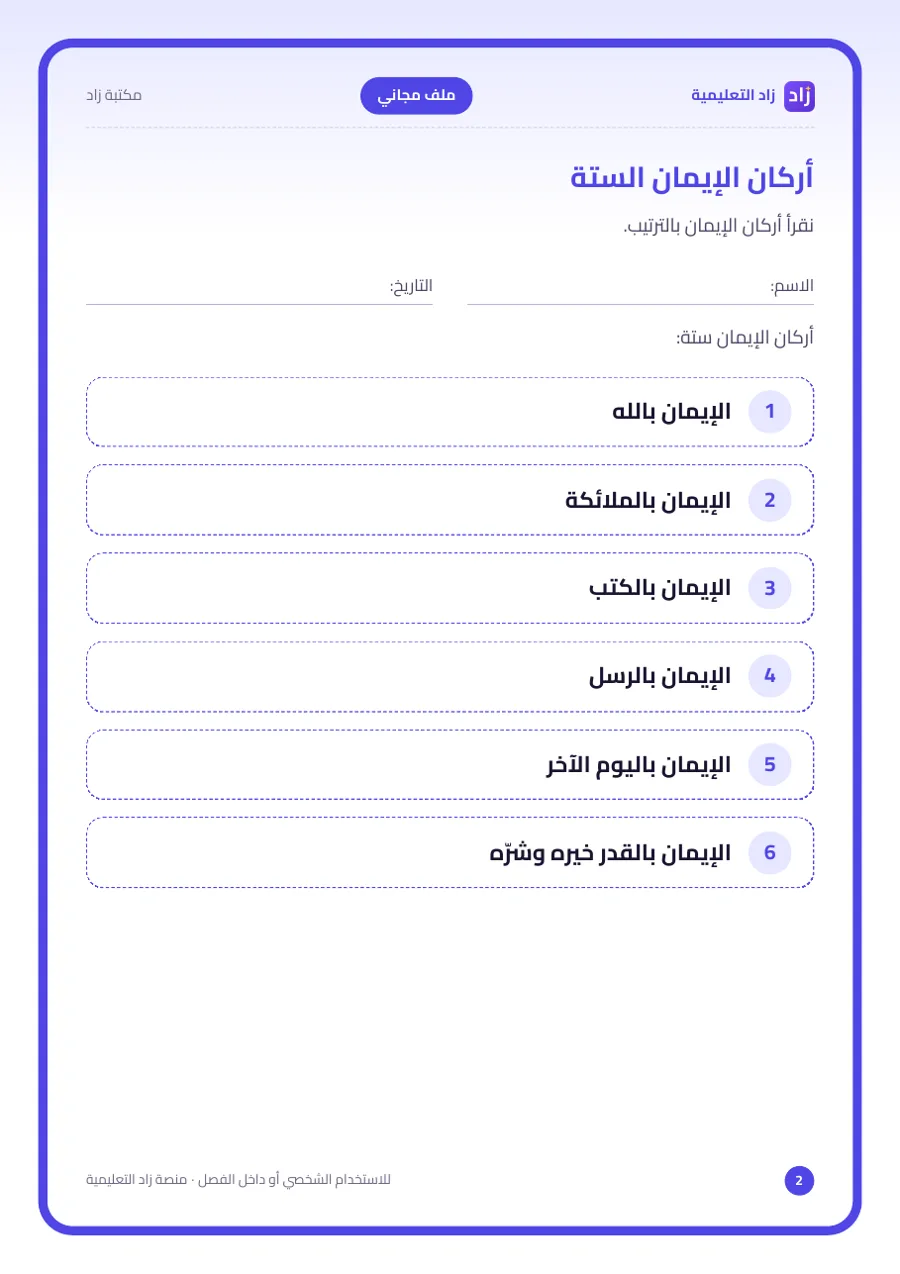 زاد
زاد التعليمية
ملف مجاني
مكتبة زاد
أركان الإيمان الستة
نقرأ أركان الإيمان بالترتيب.
الاسم:
التاريخ:
أركان الإيمان ستة:
1 الإيمان بالله
2 الإيمان بالملائكة
3 الإيمان بالكتب
4 الإيمان بالرسل
5 الإيمان باليوم الآخر
6 الإيمان بالقدر خيره وشرّه
2
للاستخدام الشخصي أو داخل الفصل · منصة زاد التعليمية